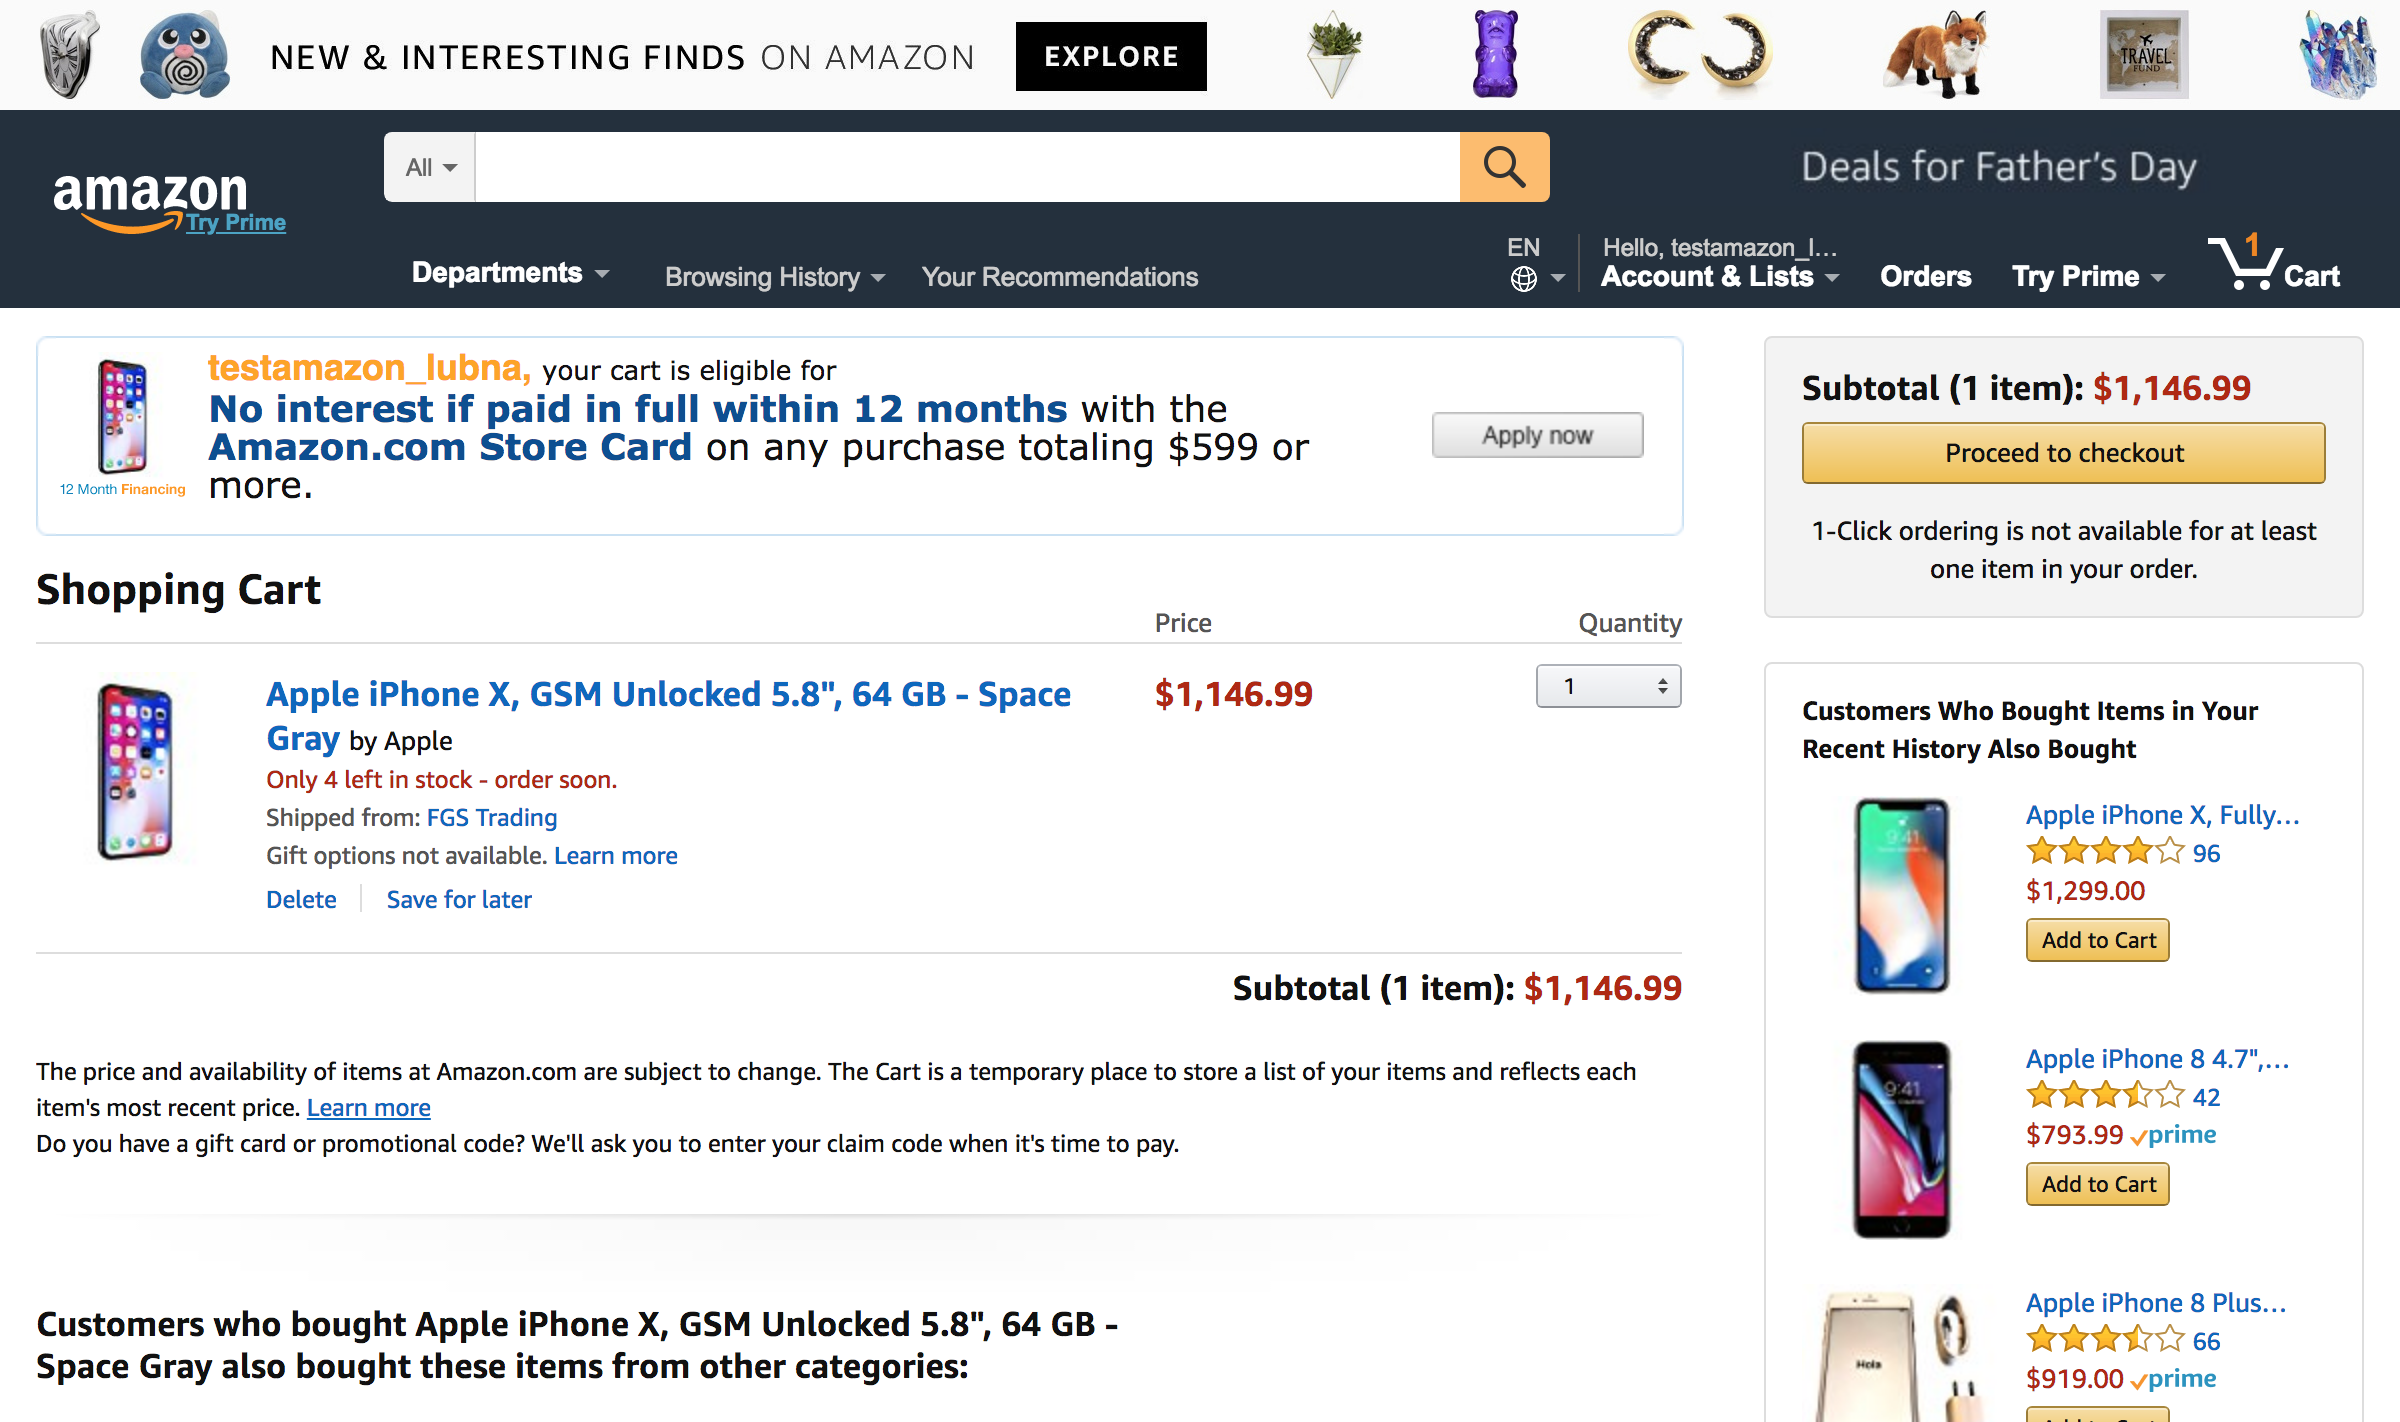 NEW & INTERESTING FINDS ON AMAZON
EXPLORE
TRAVEL
FUND
amazon
Try Prime
All
Deals for Father's Day
Departments
Browsing History
Your Recommendations
EN
Hello, testamazon_l...
Account & Lists
Orders
Try Prime
1
Cart
12 Month Financing
testamazon_lubna, your cart is eligible for
No interest if paid in full within 12 months with the
Amazon.com Store Card on any purchase totaling $599 or
more.
Apply now
Subtotal (1 item): $1,146.99
Proceed to checkout
1-Click ordering is not available for at least
one item in your order.
Shopping Cart
Price
Quantity
Apple iPhone X, GSM Unlocked 5.8", 64 GB - Space
Gray by Apple
$1,146.99
1
Only 4 left in stock - order soon.
Shipped from: FGS Trading
Gift options not available. Learn more
Delete
Save for later
Subtotal (1 item): $1,146.99
The price and availability of items at Amazon.com are subject to change. The Cart is a temporary place to store a list of your items and reflects each
item's most recent price. Learn more
Do you have a gift card or promotional code? We'll ask you to enter your claim code when it's time to pay.
Customers who bought Apple iPhone X, GSM Unlocked 5.8", 64 GB -
Space Gray also bought these items from other categories:
Customers Who Bought Items in Your
Recent History Also Bought
9:41
Apple iPhone X, Fully...
96
$1,299.00
Add to Cart
9:41
Apple iPhone 8 4.7",...
42
$793.99 prime
Add to Cart
Hola
Apple iPhone 8 Plus...
66
$919.00 prime
Add to Cart